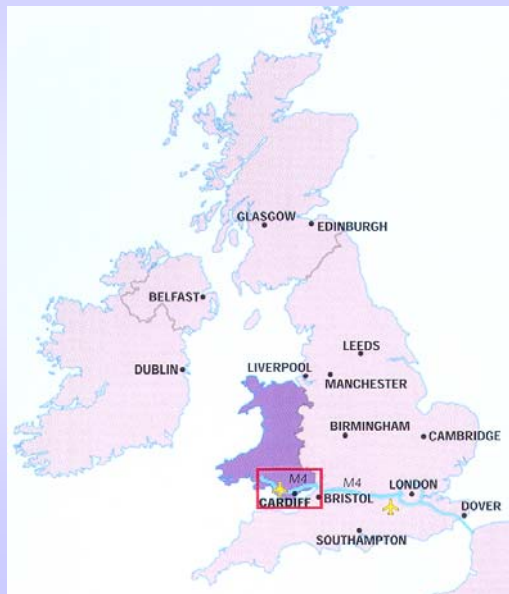 GLASGOW
EDINBURGH
BELFAST
LEEDS
DUBLIN
LIVERPOOL
MANCHESTER
BIRMINGHAM
CAMBRIDGE
M4
M4
LONDON
CARDIFF
BRISTOL
DOVER
SOUTHAMPTON